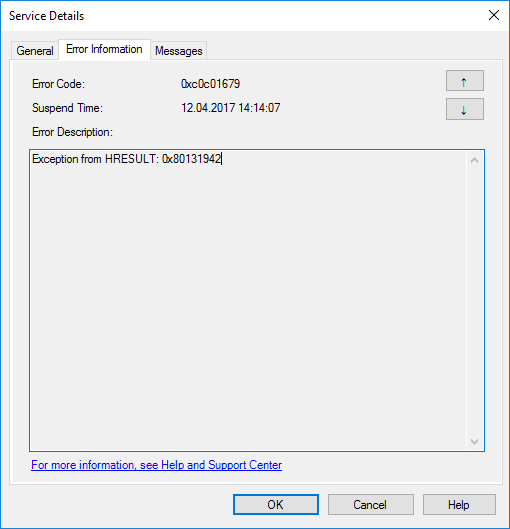 Service Details
General Error Information Messages
Error Code: 0xc0c01679 ↑
Suspend Time: 12.04.2017 14:14:07 ↓
Error Description:
Exception from HRESULT: 0x80131942
For more information, see Help and Support Center
OK Cancel Help